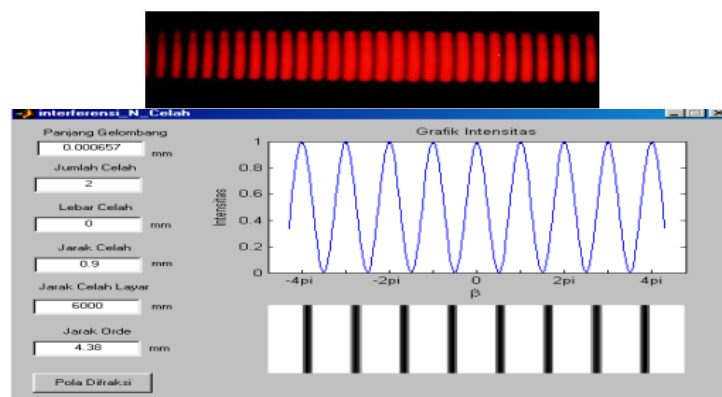 interferensi_N_Celah
Panjang Gelombang
0.000657 mm
Jumlah Celah
2
Lebar Celah
0 mm
Jarak Celah
0.9 mm
Jarak Celah Layar
6000 mm
Jarak Orde
4.38 mm
Pola Difraksi
Grafik Intensitas
Intensitas
1
0.8
0.6
0.4
0.2
0
-4pi -2pi 0 2pi 4pi
β